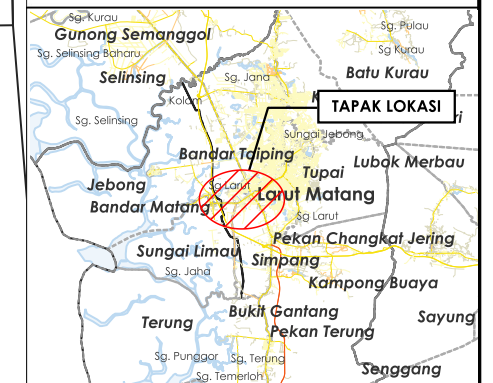 Sg. Kurau
Sg. Pulau
Gunong Semanggol
Sg Kurau
Sg. Selinsing Baharu
Selinsing
Sg. Jana
Batu Kurau
Kolam
TAPAK LOKASI
Sg. Selinsing
Sungai Jebong
Bandar Taiping
Lubok Merbau
Tupai
Jebong
Sg Larut
Larut Matang
Bandar Matang
Sg Larut
Pekan Changkat Jering
Sungai Limau
Simpang
Sg. Jaha
Kampong Buaya
Bukit Gantang
Sayung
Terung
Pekan Terung
Sg. Punggor
Sg. Terung
Senggang
Sg. Temerloh